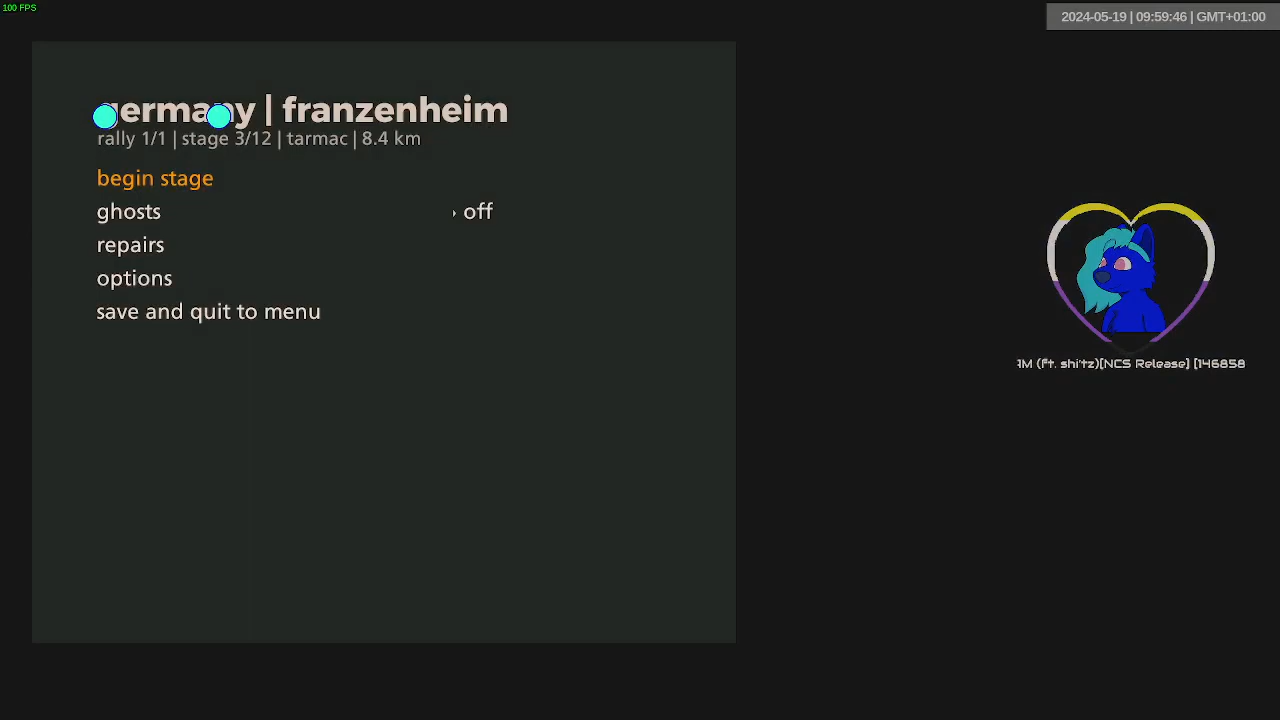 100 FPS
2024-05-19 | 09:59:46 | GMT+01:00
germany | franzenheim
rally 1/1 | stage 3/12 | tarmac | 8.4 km
begin stage
ghosts off
repairs
options
save and quit to menu
(ft. shi'tz)[NCS Release] [146858